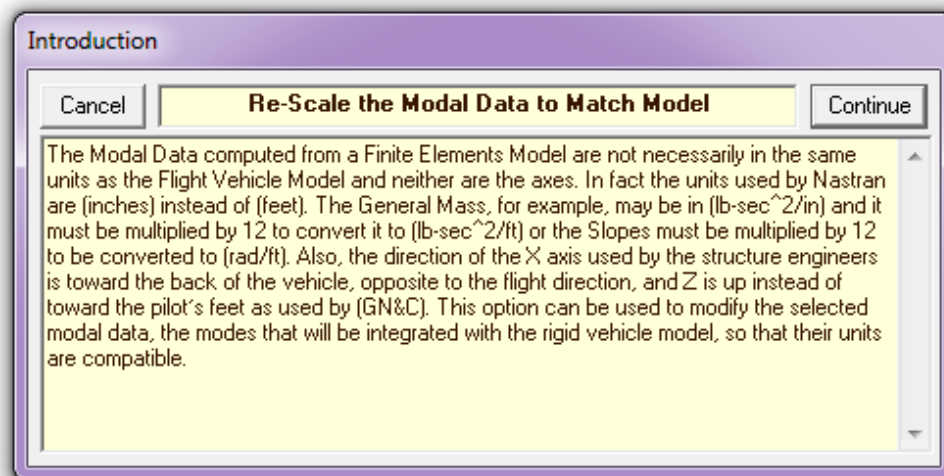 Introduction
Cancel
Re-Scale the Modal Data to Match Model
Continue
The Modal Data computed from a Finite Elements Model are not necessarily in the same
units as the Flight Vehicle Model and neither are the axes. In fact the units used by Nastran
are (inches) instead of (feet). The General Mass, for example, may be in (lb-sec^2/in) and it
must be multiplied by 12 to convert it to (lb-sec^2/ft) or the Slopes must be multiplied by 12
to be converted to (rad/ft). Also, the direction of the X axis used by the structure engineers
is toward the back of the vehicle, opposite to the flight direction, and Z is up instead of
toward the pilot's feet as used by (GN&C). This option can be used to modify the selected
modal data, the modes that will be integrated with the rigid vehicle model, so that their units
are compatible.